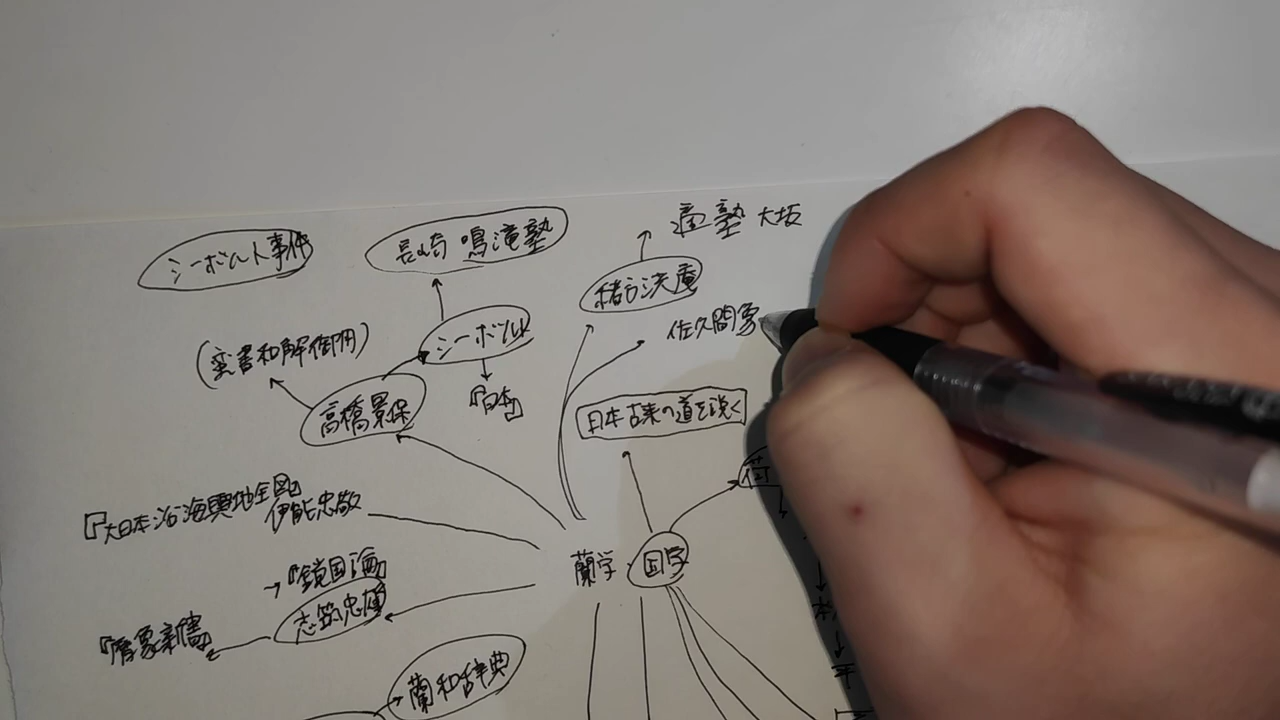 適塾 大坂
長崎 鳴滝塾
シーボルト事件
緒方洪庵
佐久間象
シーボルト
(蛮書和解御用)
『日本』
高橋景保
日本古来の道を説く
荷
『大日本沿海輿地全図』
伊能忠敬
蘭学 国学
→『鎖国論』
志筑忠雄
『暦象新書』
蘭和辞典